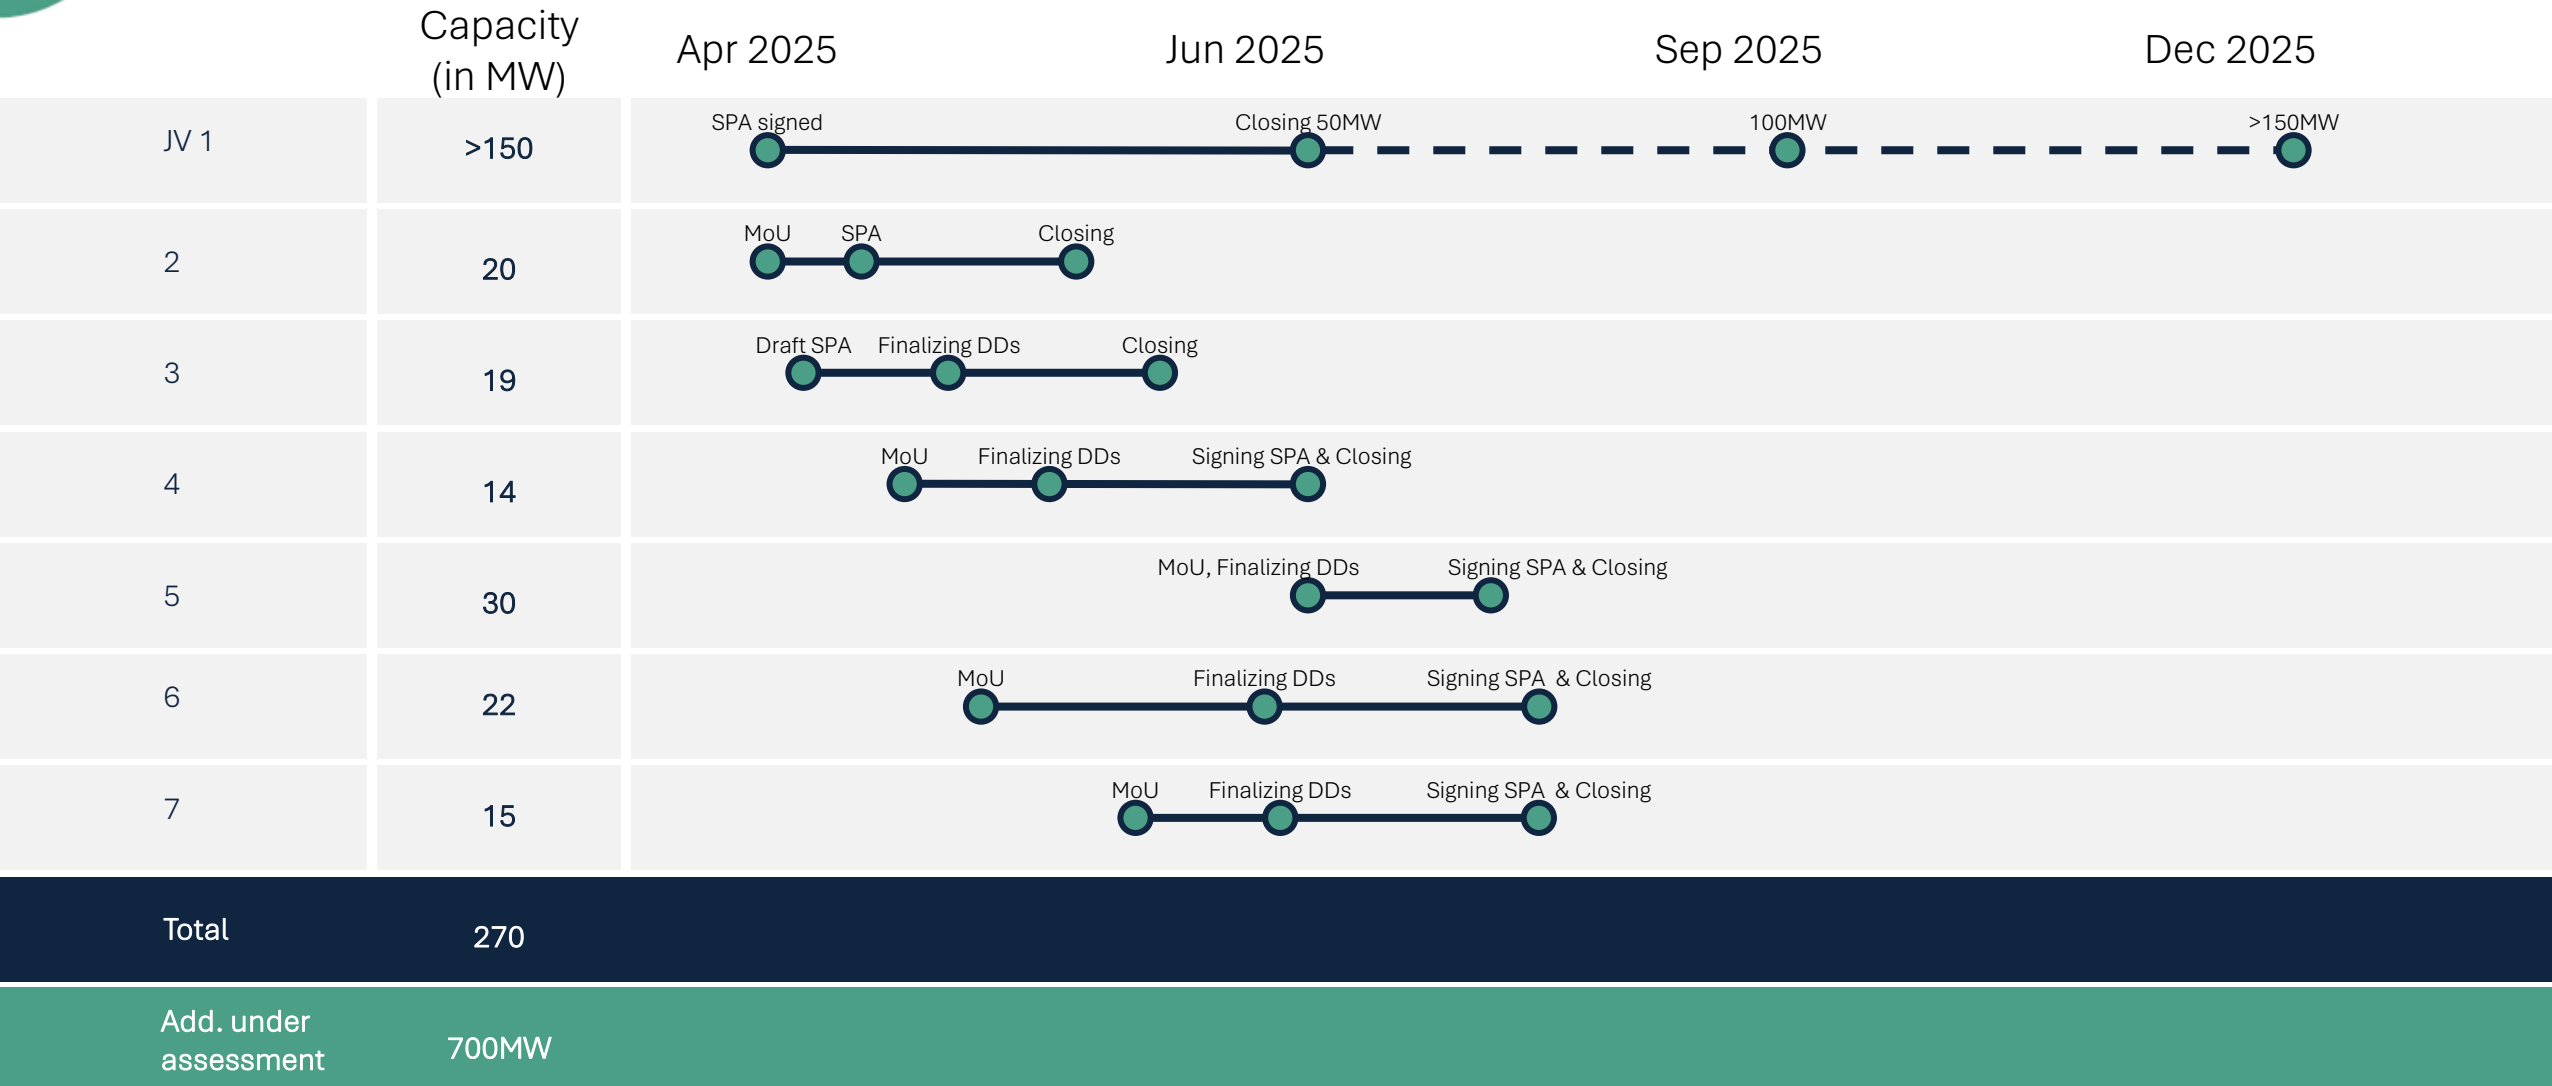 Capacity
(in MW)
Apr 2025
Jun 2025
Sep 2025
Dec 2025
JV 1
>150
SPA signed
Closing 50MW
100MW
>150MW
2
20
MoU
SPA
Closing
3
19
Draft SPA
Finalizing DDs
Closing
4
14
MoU
Finalizing DDs
Signing SPA & Closing
5
30
MoU, Finalizing DDs
Signing SPA & Closing
6
22
MoU
Finalizing DDs
Signing SPA & Closing
7
15
MoU
Finalizing DDs
Signing SPA & Closing
Total
270
Add. under
assessment
700MW